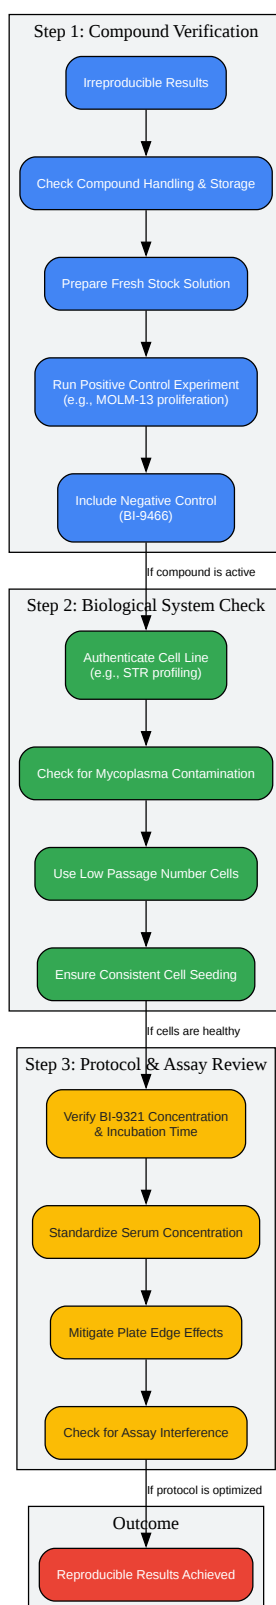 Step 1: Compound Verification
Irreproducible Results
Check Compound Handling & Storage
Prepare Fresh Stock Solution
Run Positive Control Experiment
(e.g., MOLM-13 proliferation)
Include Negative Control
(BI-9466)
If compound is active
Step 2: Biological System Check
Authenticate Cell Line
(e.g., STR profiling)
Check for Mycoplasma Contamination
Use Low Passage Number Cells
Ensure Consistent Cell Seeding
If cells are healthy
Step 3: Protocol & Assay Review
Verify BI-9321 Concentration
& Incubation Time
Standardize Serum Concentration
Mitigate Plate Edge Effects
Check for Assay Interference
If protocol is optimized
Outcome
Reproducible Results Achieved